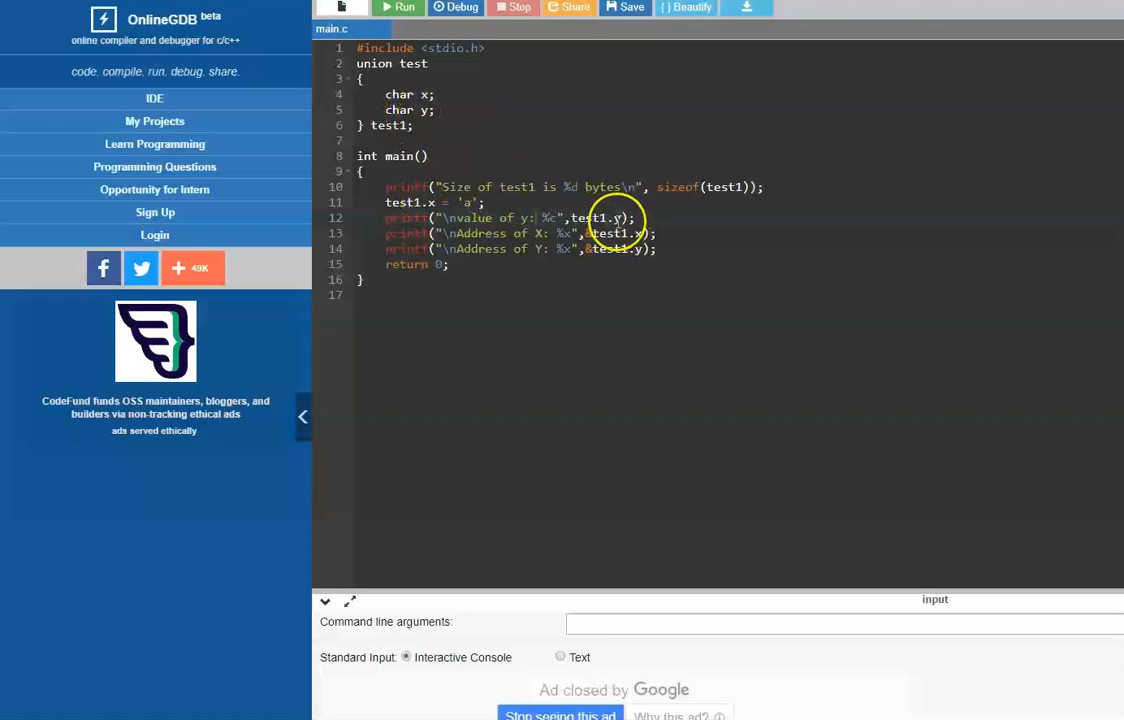 OnlineGDB beta
online compiler and debugger for c/c++
code. compile. run. debug. share.
IDE
My Projects
Learn Programming
Programming Questions
Opportunity for Intern
Sign Up
Login
49K
CodeFund funds OSS maintainers, bloggers, and
builders via non-tracking ethical ads
ads served ethically
Run Debug Stop Share Save { } Beautify
main.c
1 #include <stdio.h>
2 union test
3 {
4 char x;
5 char y;
6 } test1;
7
8 int main()
9 {
10 printf("Size of test1 is %d bytes\n", sizeof(test1));
11 test1.x = 'a';
12 printf("\nvalue of y: %c",test1.y);
13 printf("\nAddress of X: %x",&test1.x);
14 printf("\nAddress of Y: %x",&test1.y);
15 return 0;
16 }
17
input
Command line arguments:
Standard Input: Interactive Console Text
Ad closed by Google
Stop seeing this ad Why this ad?